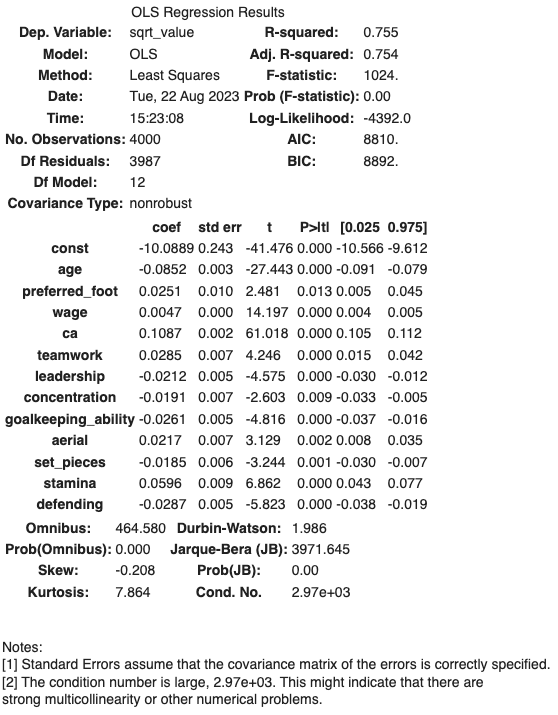 OLS Regression Results
Dep. Variable: sqrt_value R-squared: 0.755
Model: OLS Adj. R-squared: 0.754
Method: Least Squares F-statistic: 1024.
Date: Tue, 22 Aug 2023 Prob (F-statistic): 0.00
Time: 15:23:08 Log-Likelihood: -4392.0
No. Observations: 4000 AIC: 8810.
Df Residuals: 3987 BIC: 8892.
Df Model: 12
Covariance Type: nonrobust
coef std err t P>|t| [0.025 0.975]
const -10.0889 0.243 -41.476 0.000 -10.566 -9.612
age -0.0852 0.003 -27.443 0.000 -0.091 -0.079
preferred_foot 0.0251 0.010 2.481 0.013 0.005 0.045
wage 0.0047 0.000 14.197 0.000 0.004 0.005
ca 0.1087 0.002 61.018 0.000 0.105 0.112
teamwork 0.0285 0.007 4.246 0.000 0.015 0.042
leadership -0.0212 0.005 -4.575 0.000 -0.030 -0.012
concentration -0.0191 0.007 -2.603 0.009 -0.033 -0.005
goalkeeping_ability -0.0261 0.005 -4.816 0.000 -0.037 -0.016
aerial 0.0217 0.007 3.129 0.002 0.008 0.035
set_pieces -0.0185 0.006 -3.244 0.001 -0.030 -0.007
stamina 0.0596 0.009 6.862 0.000 0.043 0.077
defending -0.0287 0.005 -5.823 0.000 -0.038 -0.019
Omnibus: 464.580 Durbin-Watson: 1.986
Prob(Omnibus): 0.000 Jarque-Bera (JB): 3971.645
Skew: -0.208 Prob(JB): 0.00
Kurtosis: 7.864 Cond. No. 2.97e+03
Notes:
[1] Standard Errors assume that the covariance matrix of the errors is correctly specified.
[2] The condition number is large, 2.97e+03. This might indicate that there are
strong multicollinearity or other numerical problems.